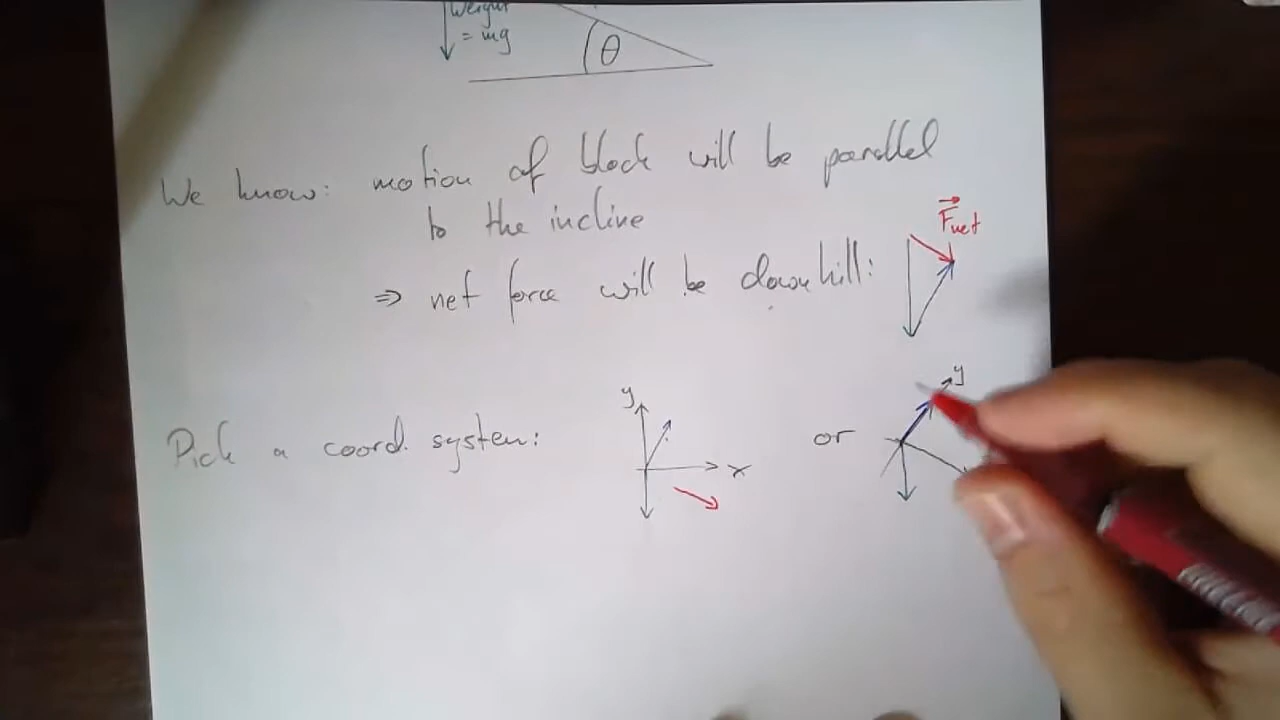 Weight
= mg
θ
We know: motion of block will be parallel
to the incline
⇒ net force will be downhill:
Fnet
Pick a coord. system:
y
x
or
y